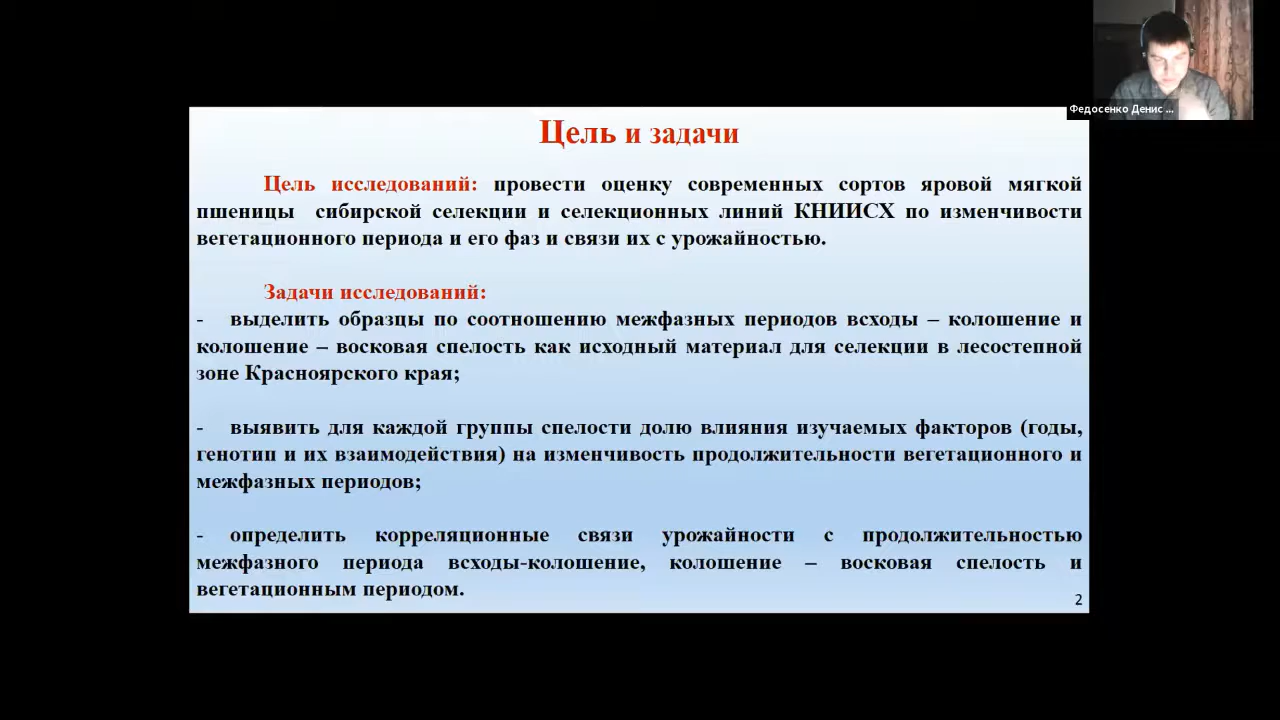 Федосенко Денис ...
Цель и задачи
Цель исследований: провести оценку современных сортов яровой мягкой
пшеницы сибирской селекции и селекционных линий КНИИСХ по изменчивости
вегетационного периода и его фаз и связи их с урожайностью.
Задачи исследований:
- выделить образцы по соотношению межфазных периодов всходы – колошение и
колошение – восковая спелость как исходный материал для селекции в лесостепной
зоне Красноярского края;
- выявить для каждой группы спелости долю влияния изучаемых факторов (годы,
генотип и их взаимодействия) на изменчивость продолжительности вегетационного и
межфазных периодов;
- определить корреляционные связи урожайности с продолжительностью
межфазного периода всходы-колошение, колошение – восковая спелость и
вегетационным периодом.
2